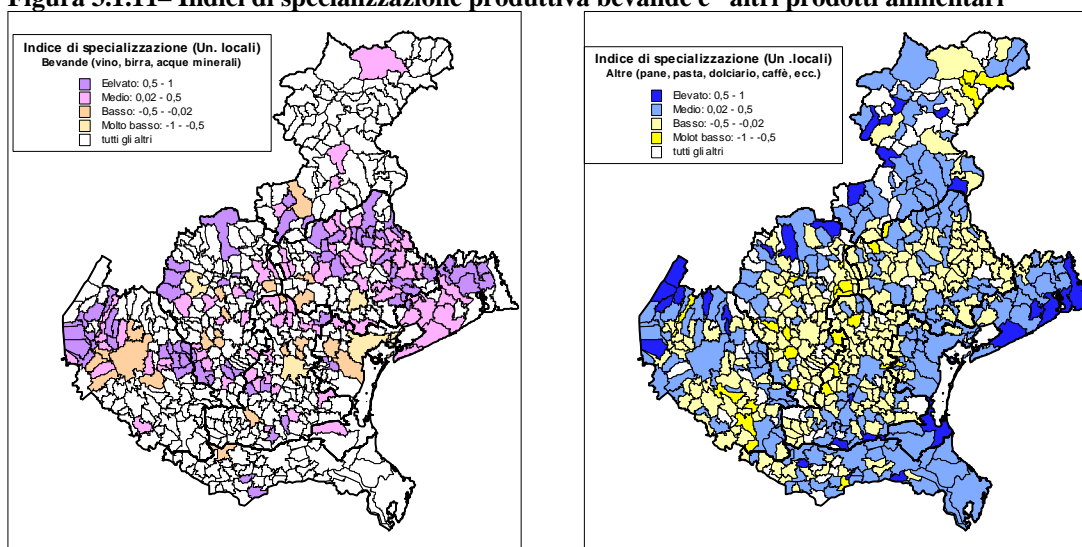 Figura 3.1.11– Indici di specializzazione produttiva bevande e "altri prodotti alimentari"
Indice di specializzazione (Un. locali)
Bevande (vino, birra, acque minerali)
Eelvato: 0,5 - 1
Medio: 0,02 - 0,5
Basso: -0,5 - -0,02
Molto basso: -1 - -0,5
tutti gli altri
Indice di specializzazione (Un .locali)
Altre (pane, pasta, dolciario, caffè, ecc.)
Elevato: 0,5 - 1
Medio: 0,02 - 0,5
Basso: -0,5 - -0,02
Molot basso: -1 - -0,5
tutti gli altri